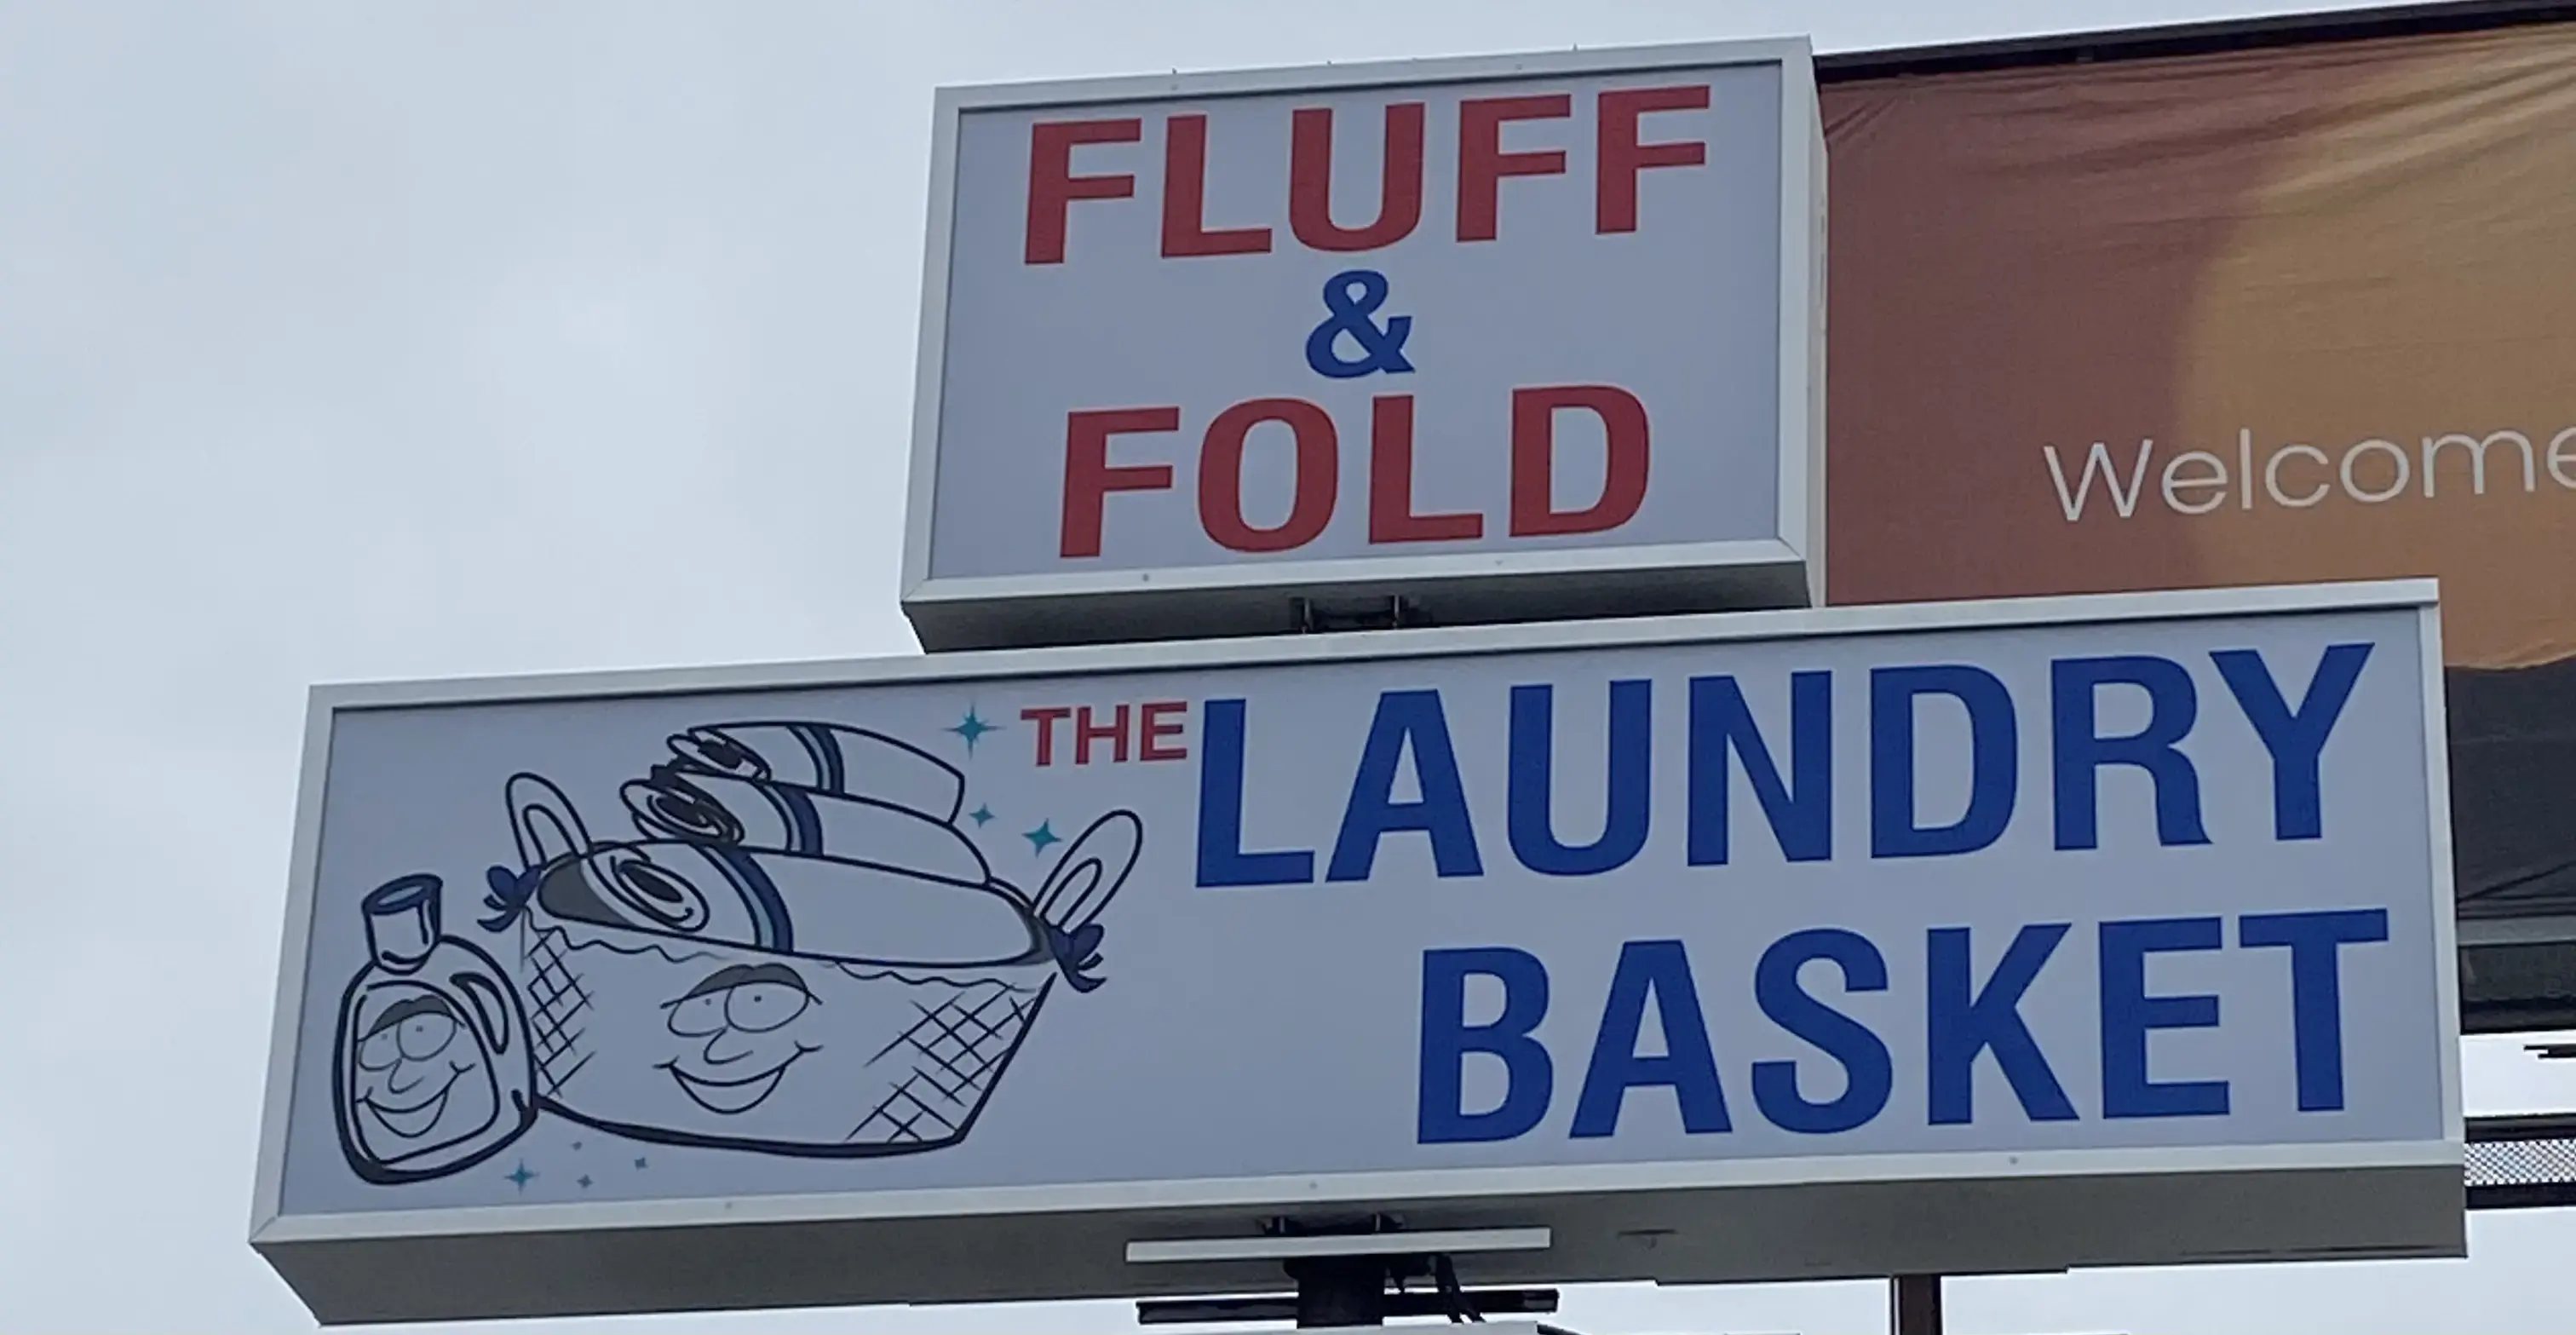 FLUFF
&
FOLD
Welcome
THE LAUNDRY
BASKET